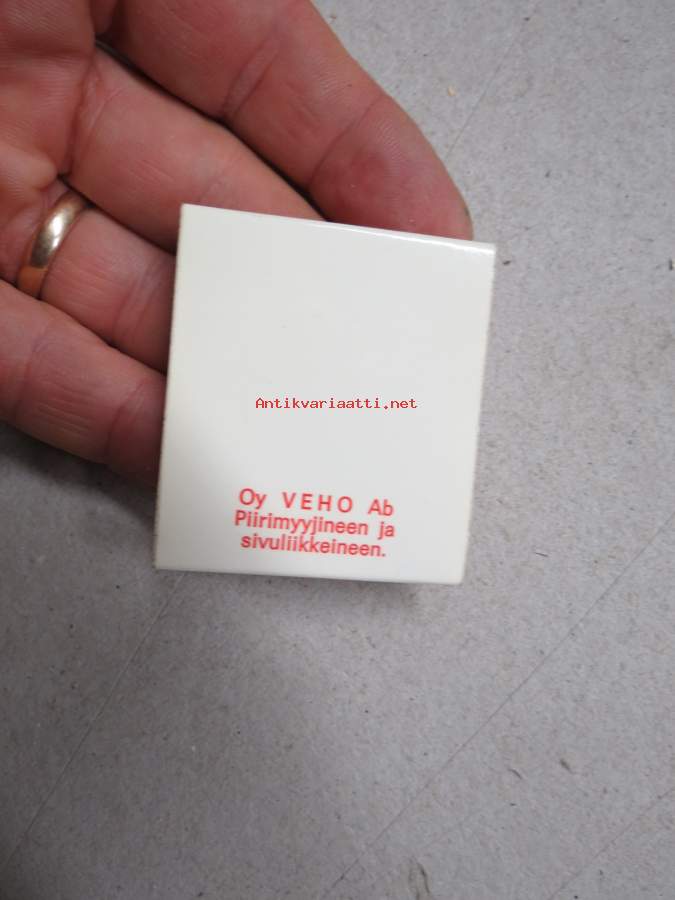 Antikvariaatti.net
Oy VEHO Ab
Piirimyyjineen ja
sivuliikkeineen.